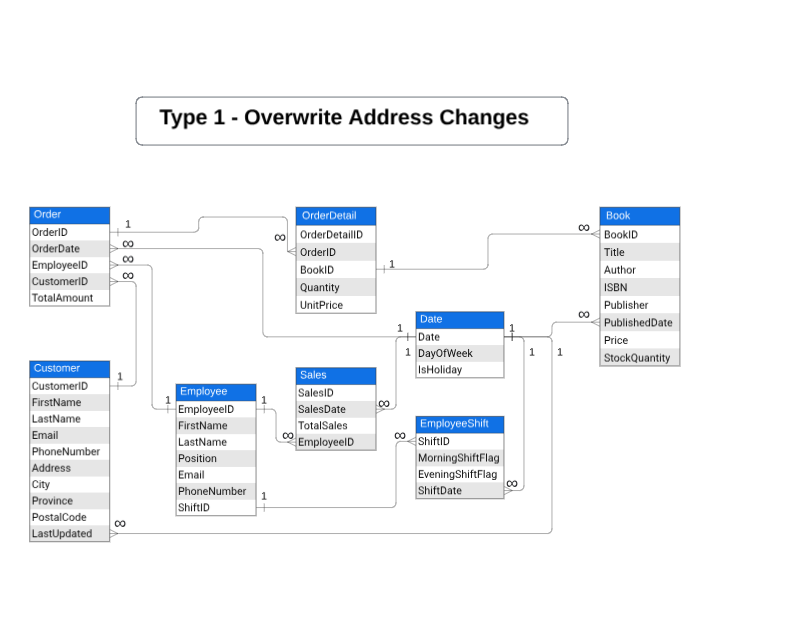 Type 1 - Overwrite Address Changes
Order
OrderID
OrderDate
EmployeeID
CustomerID
TotalAmount
1
∞
∞
∞
OrderDetail
OrderDetailID
OrderID
BookID
Quantity
UnitPrice
∞
1
Book
BookID
Title
Author
ISBN
Publisher
PublishedDate
Price
StockQuantity
∞
∞
Date
Date
DayOfWeek
IsHoliday
1
1
1
1
1
Customer
CustomerID
FirstName
LastName
Email
PhoneNumber
Address
City
Province
PostalCode
LastUpdated
1
∞
Employee
EmployeeID
FirstName
LastName
Position
Email
PhoneNumber
ShiftID
1
1
1
Sales
SalesID
SalesDate
TotalSales
EmployeeID
∞
∞
EmployeeShift
ShiftID
MorningShiftFlag
EveningShiftFlag
ShiftDate
∞
∞